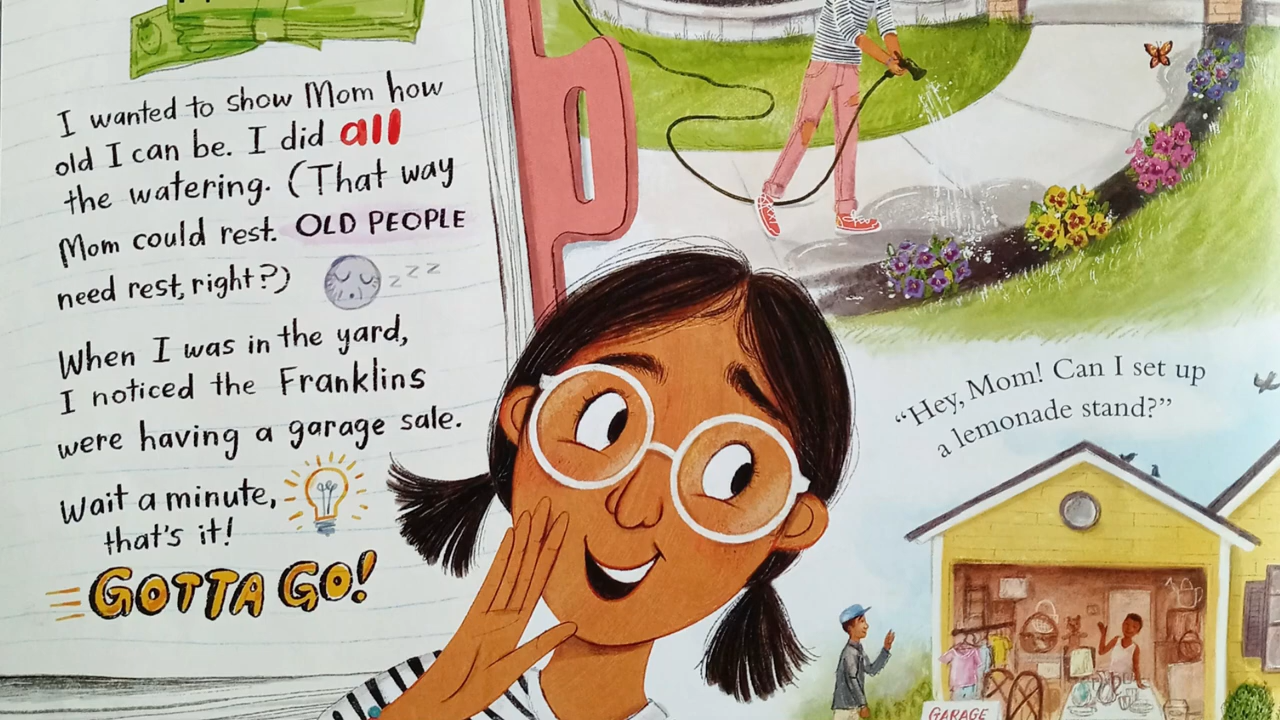 I wanted to show Mom how
old I can be. I did all
the watering. (That way
Mom could rest. OLD PEOPLE
need rest, right?)
z z z
When I was in the yard,
I noticed the Franklins
were having a garage sale.
Wait a minute,
that's it!
GOTTA GO!
“Hey, Mom! Can I set up
a lemonade stand?”
GARAGE